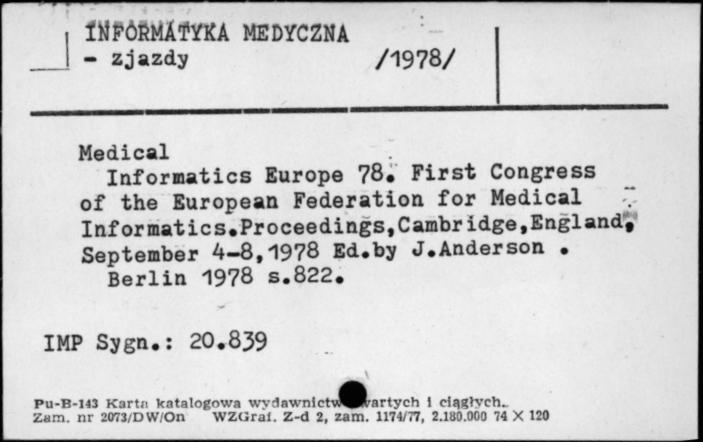 INFORMATYKA MEDYCZNA
- zjazdy /1978/
Medical
Informatics Europe 78. First Congress
of the European Federation for Medical
Informatics.Proceedings,Cambridge,England,
September 4-8,1978 Ed.by J.Anderson .
Berlin 1978 s.822.
IMP Sygn.: 20.839
Pu-B-143 Karta katalogowa wydawnictw wartych i ciągłych.
Zam. nr 2073/DW/On WZGraf. Z-d 2, zam. 1174/77, 2.180.000 74 X 120